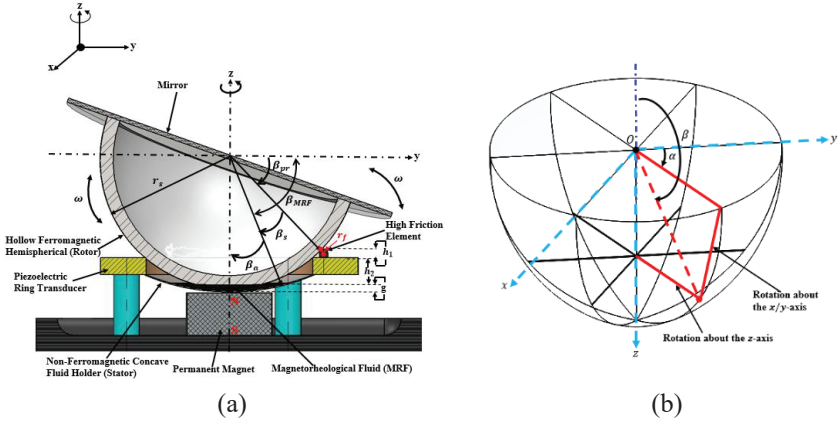 z
y
x
z
Mirror
y
β_pr
r_s
ω
β_MRF
ω
High Friction
Element
Hollow Ferromagnetic
Hemispherical (Rotor)
β_s
r_f
h_1
β_a
h_2
Piezoelectric
Ring Transducer
g
N
S
Non-Ferromagnetic Concave
Fluid Holder (Stator)
Permanent Magnet
Magnetorheological Fluid (MRF)
(a)
O
β
y
α
x
Rotation about
the x/y-axis
Rotation about the z-axis
z
(b)